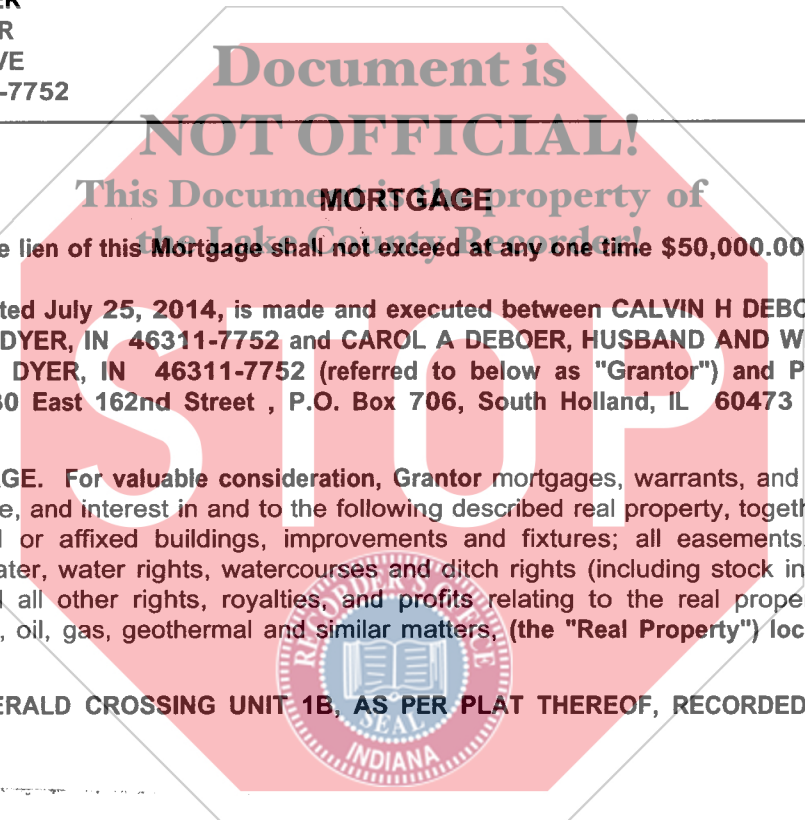 ER
R
VE
-7752
Document is
NOT OFFICIAL!
This Document is the property of
the Lake County Recorder!
MORTGAGE
e lien of this Mortgage shall not exceed at any one time $50,000.00
ted July 25, 2014, is made and executed between CALVIN H DEBO
DYER, IN 46311-7752 and CAROL A DEBOER, HUSBAND AND W
DYER, IN 46311-7752 (referred to below as "Grantor") and P
30 East 162nd Street , P.O. Box 706, South Holland, IL 60473
STOP
GE. For valuable consideration, Grantor mortgages, warrants, and
e, and interest in and to the following described real property, togeth
l or affixed buildings, improvements and fixtures; all easements,
ater, water rights, watercourses and ditch rights (including stock in
d all other rights, royalties, and profits relating to the real prope
, oil, gas, geothermal and similar matters, (the "Real Property") loc
RECORDER'S OFFICE
SEAL
INDIANA
ERALD CROSSING UNIT 1B, AS PER PLAT THEREOF, RECORDED